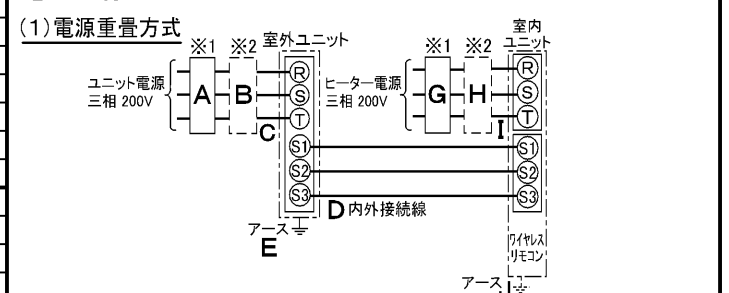 (1)電源重畳方式
※1 ※2 室外ユニット
ユニット電源
三相 200V
A
B
C
R
S
T
S1
S2
S3
D 内外接続線
アース
E
※1 ※2
室内
ユニット
ヒーター電源
三相 200V
G
H
I
R
S
T
S1
S2
S3
ワイヤレス
リモコン
アース